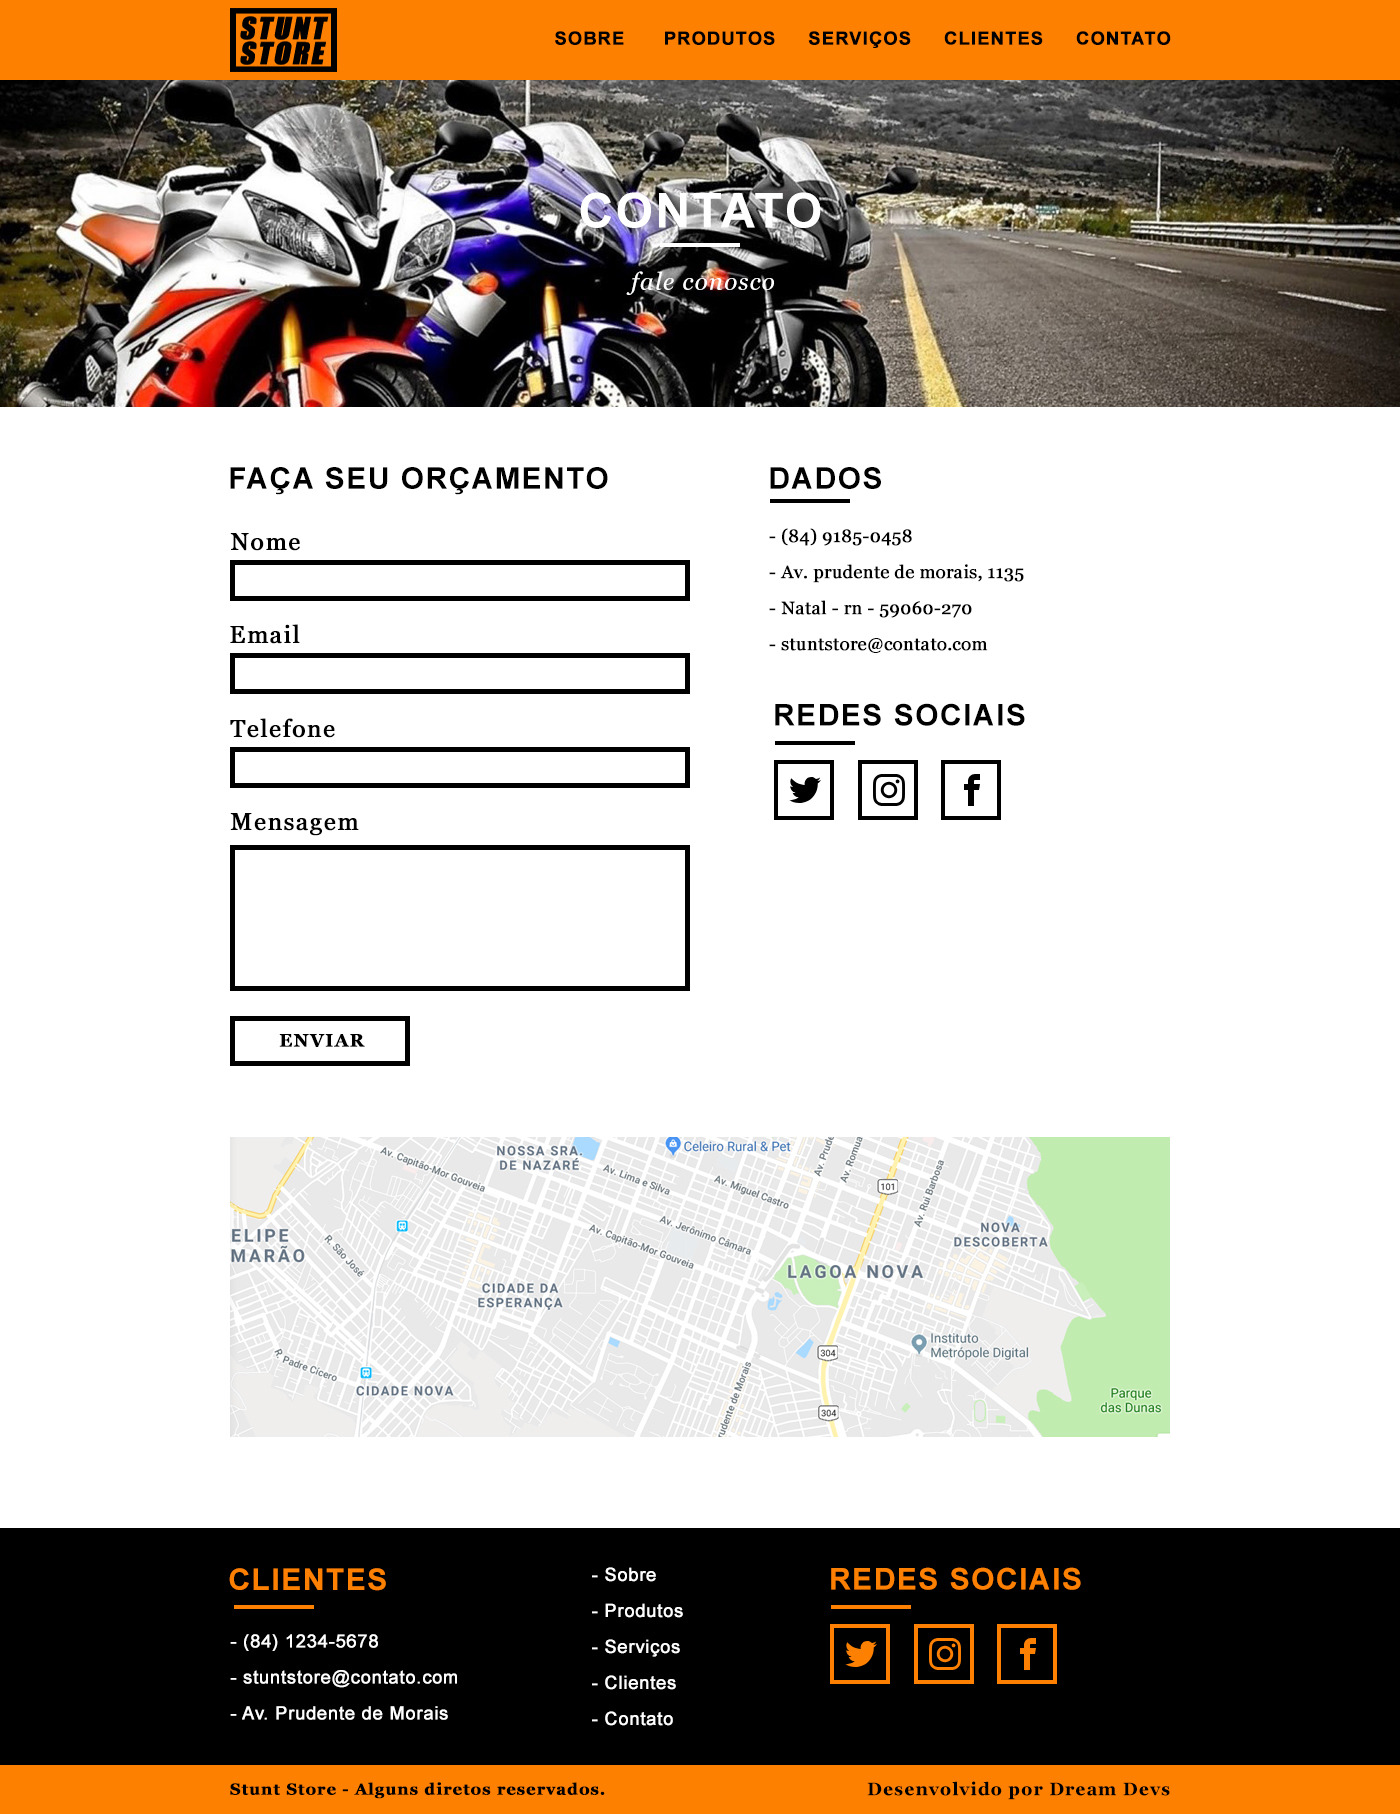 STUNT
STORE
SOBRE PRODUTOS SERVIÇOS CLIENTES CONTATO
R6
CONTATO
fale conosco
FAÇA SEU ORÇAMENTO
Nome
Email
Telefone
Mensagem
ENVIAR
DADOS
- (84) 9185-0458
- Av. prudente de morais, 1135
- Natal - rn - 59060-270
- stuntstore@contato.com
REDES SOCIAIS
Av. Capitão-Mor Gouveia
NOSSA SRA.
DE NAZARÉ
Celeiro Rural & Pet
Av. Prude
Av. Romua
Av. Lima e Silva
Av. Miguel Castro
101
Av. Rui Barbosa
ELIPE
MARÃO
R. São José
Av. Capitão-Mor Gouveia
Av. Jerónimo Câmara
NOVA
DESCOBERTA
LAGOA NOVA
CIDADE DA
ESPERANÇA
R. Padre Cícero
CIDADE NOVA
rudente de Morais
304
304
Instituto
Metrópole Digital
Parque
das Dunas
CLIENTES
- (84) 1234-5678
- stuntstore@contato.com
- Av. Prudente de Morais
- Sobre
- Produtos
- Serviços
- Clientes
- Contato
REDES SOCIAIS
Stunt Store - Alguns diretos reservados.
Desenvolvido por Dream Devs